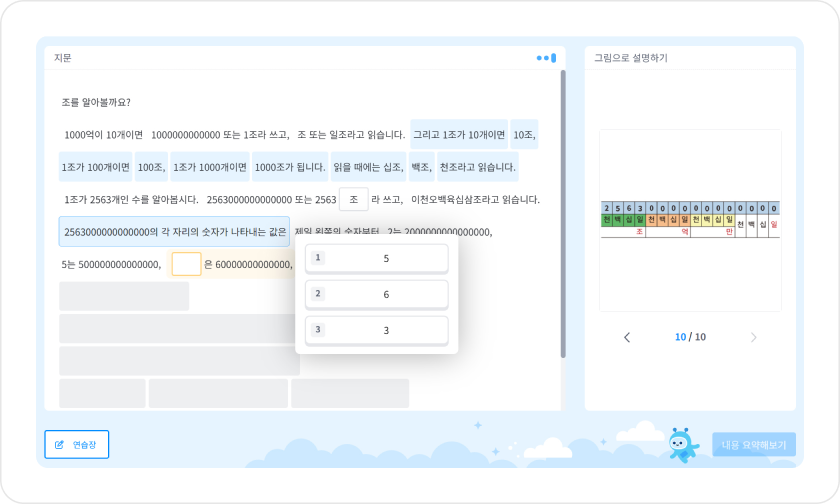 지문
조를 알아볼까요?
1000억이 10개이면 1000000000000 또는 1조라 쓰고, 조 또는 일조라고 읽습니다. 그리고 1조가 10개이면 10조,
1조가 100개이면 100조, 1조가 1000개이면 1000조가 됩니다. 읽을 때에는 십조, 백조, 천조라고 읽습니다.
1조가 2563개인 수를 알아봅시다. 2563000000000000 또는 2563 조 라 쓰고, 이천오백육십삼조라고 읽습니다.
2563000000000000의 각 자리의 숫자가 나타내는 값은 제일 왼쪽의 숫자부터 2는 2000000000000000,
5는 500000000000000, 은 60000000000000,
1 5
2 6
3 3
그림으로 설명하기
2 5 6 3 0 0 0 0 0 0 0 0 0 0 0 0
천 백 십 일 천 백 십 일 천 백 십 일 천 백 십 일
조 억 만
10 / 10
연습장
내용 요약해보기